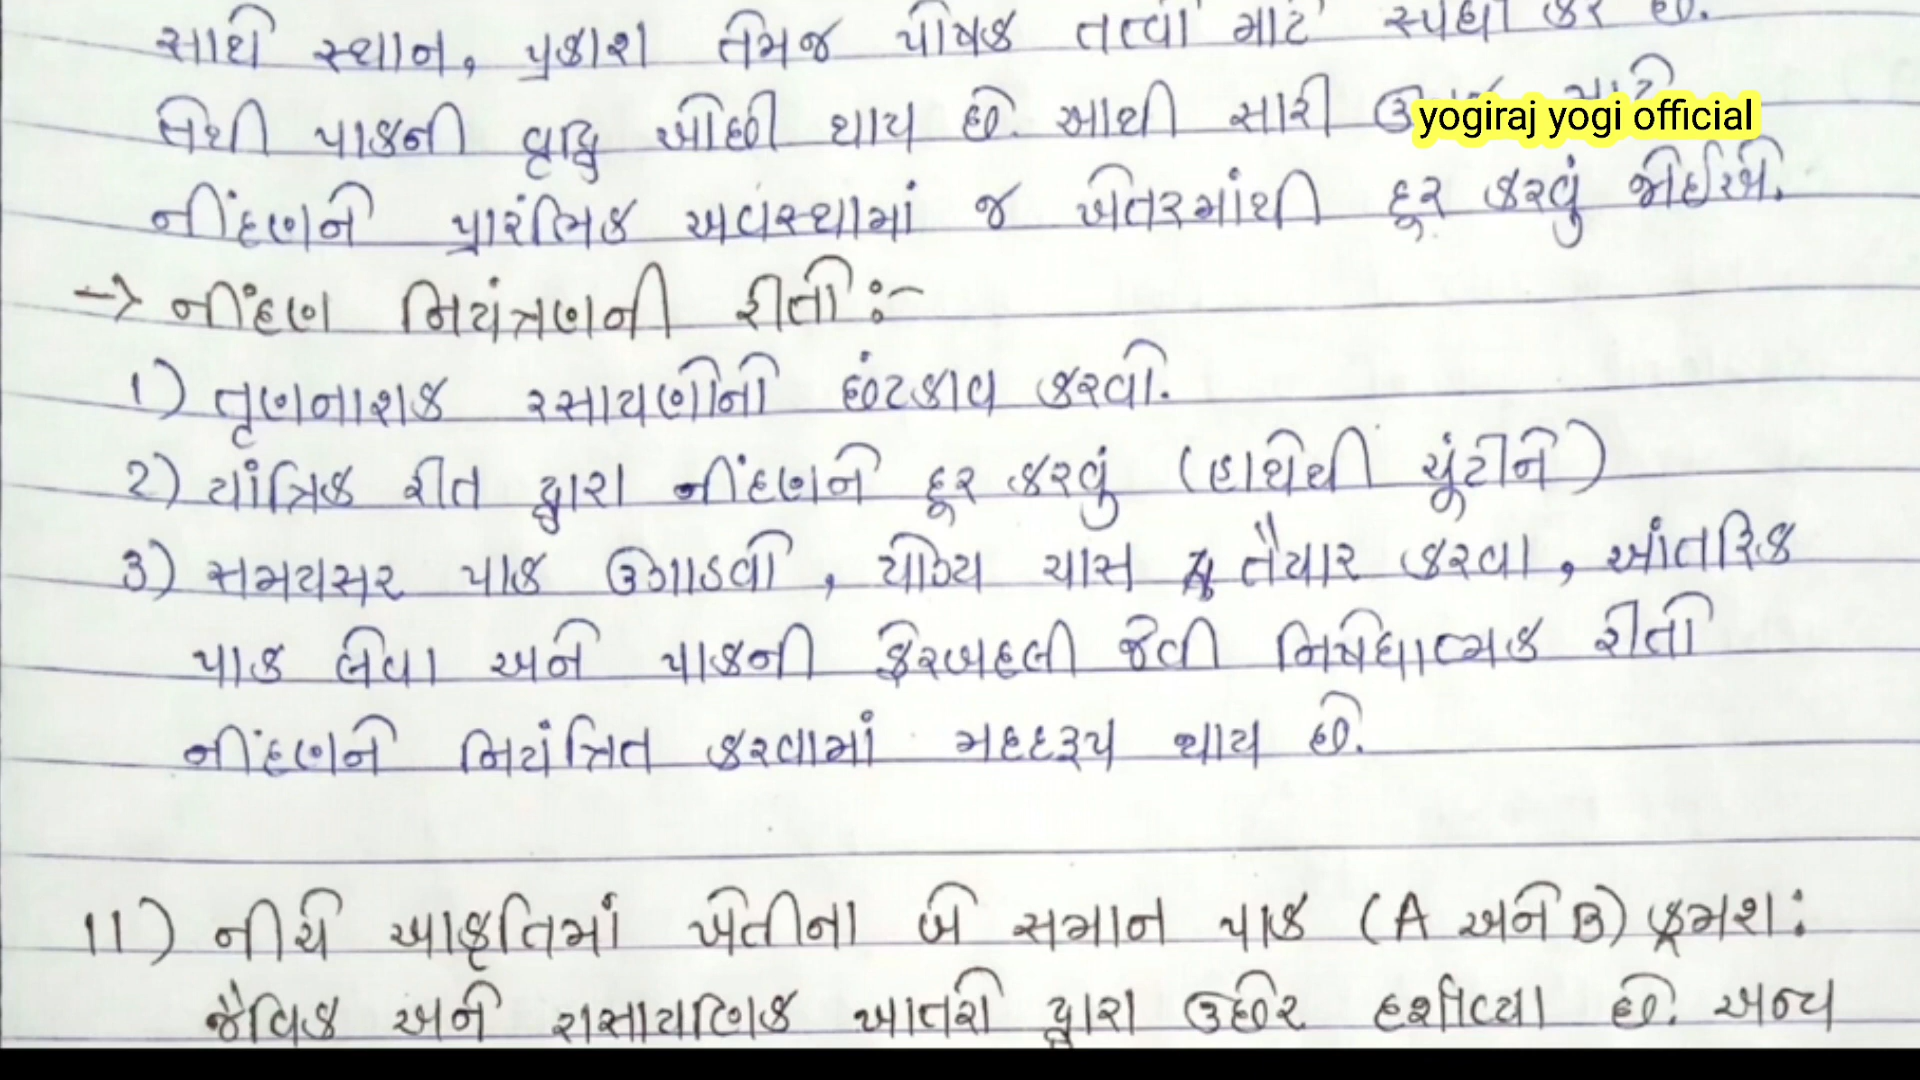 સાથે સ્થાન, પ્રકાશ તેમજ પોષક તત્વો માટે સ્પર્ધા કરે છે.
તેથી પાકની વૃદ્ધિ ઓછી થાય છે. આથી સારી
yogiraj yogi official
નીંદણને પ્રારંભિક અવસ્થામાં જ ખેતરમાંથી દૂર કરવું જોઈએ.
→ નીંદણ નિયંત્રણની રીતો :-
1) તૃણનાશક રસાયણોનો છંટકાવ કરવો.
2) યાંત્રિક રીત દ્વારા નીંદણને દૂર કરવું (હાથેથી ચૂંટીને)
3) સમયસર પાક ઉગાડવો, યોગ્ય ચાસ તૈયાર કરવા, આંતરિક
પાક લેવા અને પાકની ફેરબદલી જેવી નિષેધાત્મક રીતો
નીંદણને નિયંત્રિત કરવામાં મદદરૂપ થાય છે.
11) નીચે આકૃતિમાં ખેતીના બે સમાન પાક (A અને B) ક્રમશ:
જૈવિક અને રાસાયણિક ખાતરો દ્વારા ઉછેર દર્શાવ્યા છે. અન્ય